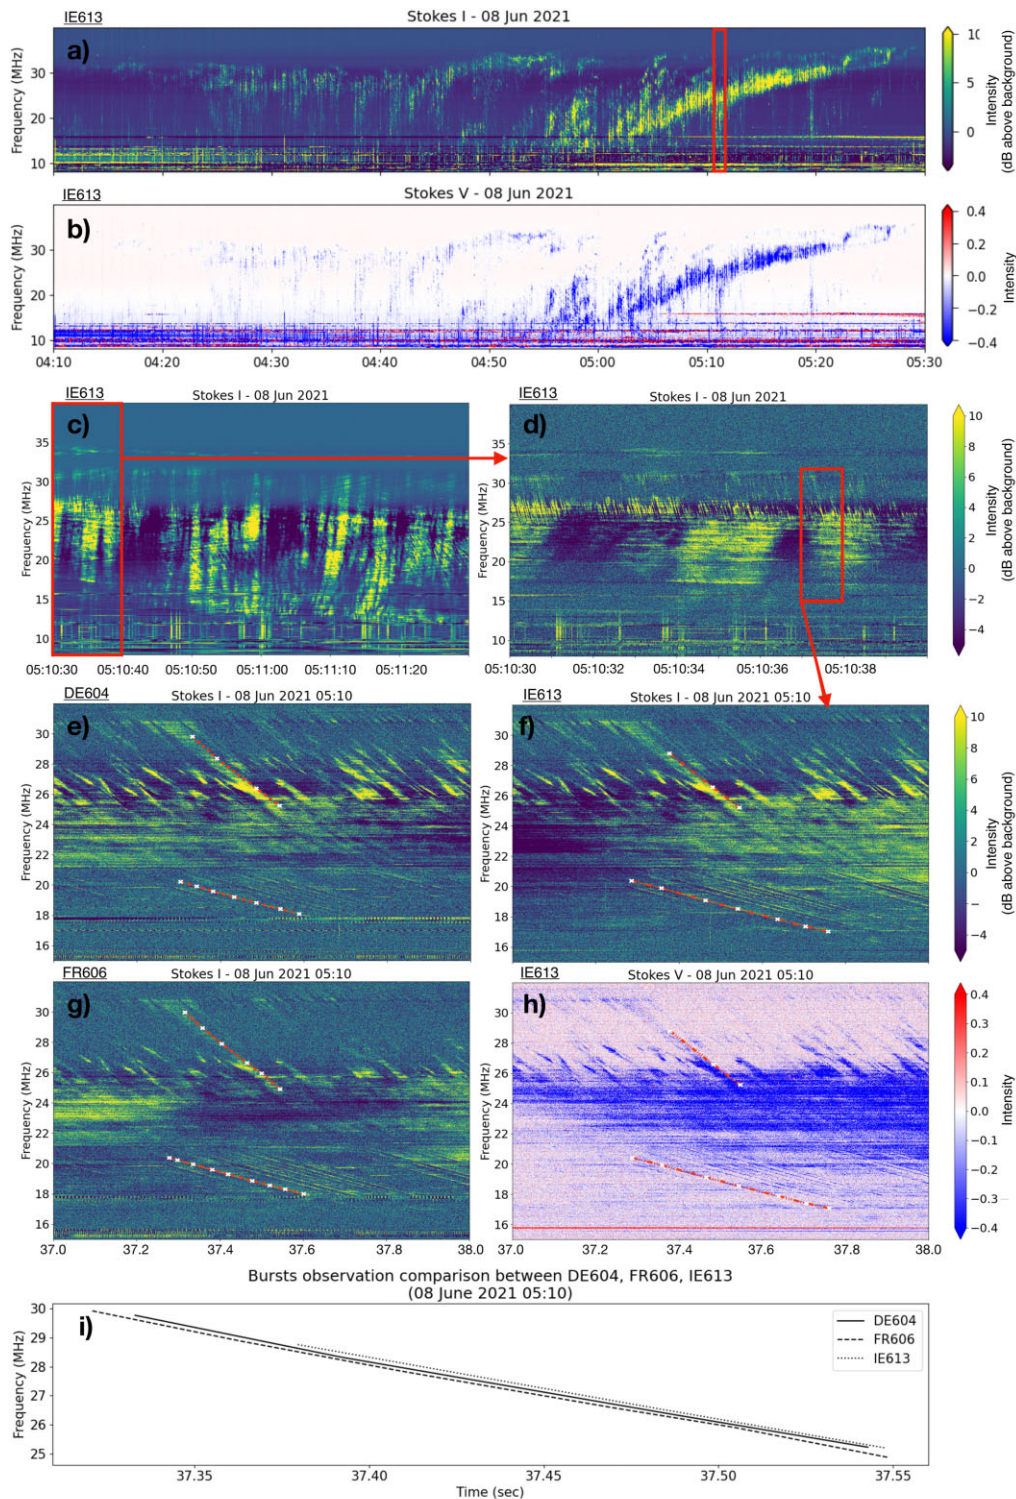 IE613
Stokes I - 08 Jun 2021
a)
Frequency (MHz)
30
20
10
10
5
0
Intensity
(dB above background)
IE613
Stokes V - 08 Jun 2021
b)
Frequency (MHz)
30
20
10
04:10 04:20 04:30 04:40 04:50 05:00 05:10 05:20 05:30
0.4
0.2
0.0
−0.2
−0.4
Intensity
IE613
Stokes I - 08 Jun 2021
c)
Frequency (MHz)
35
30
25
20
15
10
05:10:30 05:10:40 05:10:50 05:11:00 05:11:10 05:11:20
IE613
Stokes I - 08 Jun 2021
d)
Frequency (MHz)
35
30
25
20
15
10
05:10:30 05:10:32 05:10:34 05:10:36 05:10:38
10
8
6
4
2
0
−2
−4
Intensity
(dB above background)
DE604
Stokes I - 08 Jun 2021 05:10
e)
Frequency (MHz)
30
28
26
24
22
20
18
16
IE613
Stokes I - 08 Jun 2021 05:10
f)
Frequency (MHz)
30
28
26
24
22
20
18
16
10
8
6
4
2
0
−2
−4
Intensity
(dB above background)
FR606
Stokes I - 08 Jun 2021 05:10
g)
Frequency (MHz)
30
28
26
24
22
20
18
16
37.0 37.2 37.4 37.6 37.8 38.0
IE613
Stokes V - 08 Jun 2021 05:10
h)
Frequency (MHz)
30
28
26
24
22
20
18
16
37.0 37.2 37.4 37.6 37.8 38.0
0.4
0.3
0.2
0.1
0.0
−0.1
−0.2
−0.3
−0.4
Intensity
Bursts observation comparison between DE604, FR606, IE613
(08 June 2021 05:10)
i)
Frequency (MHz)
30
29
28
27
26
25
DE604
FR606
IE613
37.35 37.40 37.45 37.50 37.55
Time (sec)